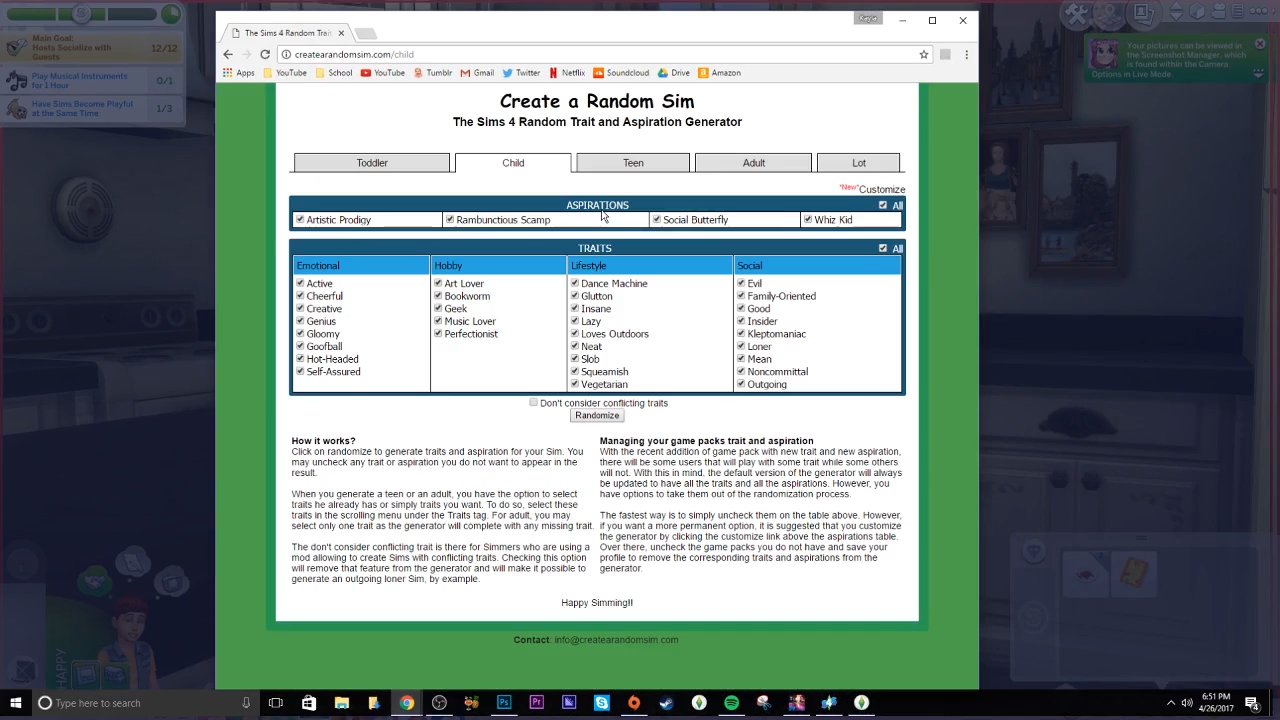 Main Goal:
Hosts Socialize with
Guests
12/12
Play Musical Instruments
for 1 Hour
0/1
Have Sims Become Playful
at the Same Time
1/3
HAPPY
Kayla
The Sims 4 Random Trai
createarandomsim.com/child
Apps YouTube School YouTube Tumblr Gmail Twitter Netflix Soundcloud Drive Amazon
Your pictures can be viewed
in the Screenshot Manager, which
is found within the Camera
Options in Live Mode.
Create a Random Sim
The Sims 4 Random Trait and Aspiration Generator
Toddler Child Teen Adult Lot
*New* Customize
ASPIRATIONS All
Artistic Prodigy Rambunctious Scamp Social Butterfly Whiz Kid
TRAITS All
Emotional Hobby Lifestyle Social
Active Art Lover Dance Machine Evil
Cheerful Bookworm Glutton Family-Oriented
Creative Geek Insane Good
Genius Music Lover Lazy Insider
Gloomy Perfectionist Loves Outdoors Kleptomaniac
Goofball Neat Loner
Hot-Headed Slob Mean
Self-Assured Squeamish Noncommittal
Vegetarian Outgoing
Don't consider conflicting traits
Randomize
How it works?
Click on randomize to generate traits and aspiration for your Sim. You
may uncheck any trait or aspiration you do not want to appear in the
result.
When you generate a teen or an adult, you have the option to select
traits he already has or simply traits you want. To do so, select these
traits in the scrolling menu under the Traits tag. For adult, you may
select only one trait as the generator will complete with any missing trait.
The don't consider conflicting trait is there for Simmers who are using a
mod allowing to create Sims with conflicting traits. Checking this option
will remove that feature from the generator and will make it possible to
generate an outgoing loner Sim, by example.
Managing your game packs trait and aspiration
With the recent addition of game pack with new trait and new aspiration,
there will be some users that will play with some trait while some others
will not. With this in mind, the default version of the generator will always
be updated to have all the traits and all the aspirations. However, you
have options to take them out of the randomization process.
The fastest way is to simply uncheck them on the table above. However,
if you want a more permanent option, it is suggested that you customize
the generator by clicking the customize link above the aspirations table.
Over there, uncheck the game packs you do not have and save your
profile to remove the corresponding traits and aspirations from the
generator.
Happy Simming!!
Contact: info@createarandomsim.com
Type here to search
6:51 PM
4/26/2017